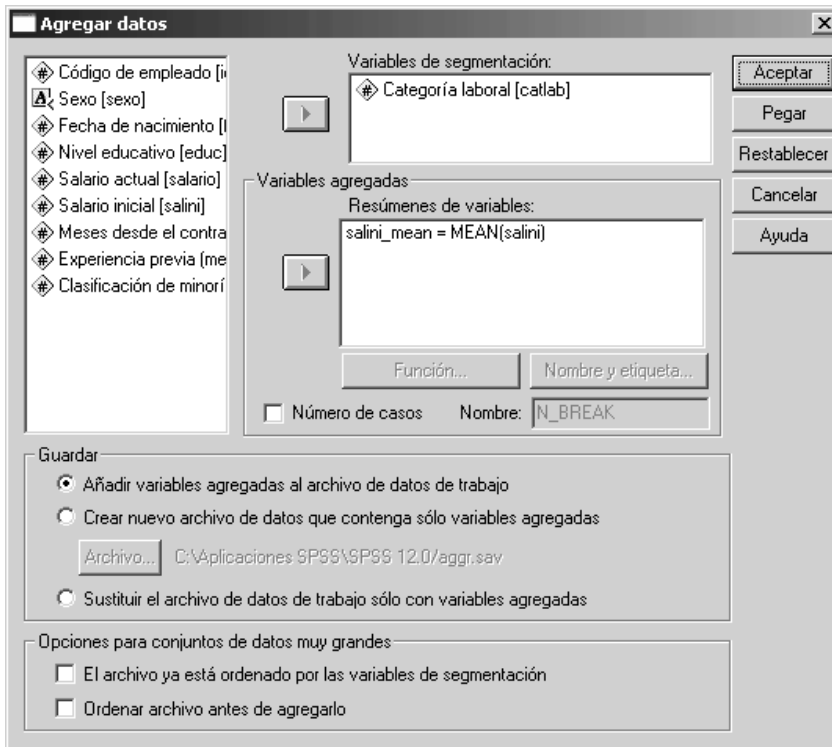 Agregar datos
Código de empleado [i
Sexo [sexo]
Fecha de nacimiento [
Nivel educativo [educ]
Salario actual [salario]
Salario inicial [salini]
Meses desde el contra
Experiencia previa (me
Clasificación de minorí
Variables de segmentación:
Categoría laboral [catlab]
Variables agregadas
Resúmenes de variables:
salini_mean = MEAN(salini)
Función...
Nombre y etiqueta...
Número de casos
Nombre:
N_BREAK
Aceptar
Pegar
Restablecer
Cancelar
Ayuda
Guardar
Añadir variables agregadas al archivo de datos de trabajo
Crear nuevo archivo de datos que contenga sólo variables agregadas
Archivo...
C:\Aplicaciones SPSS\SPSS 12.0/aggr.sav
Sustituir el archivo de datos de trabajo sólo con variables agregadas
Opciones para conjuntos de datos muy grandes
El archivo ya está ordenado por las variables de segmentación
Ordenar archivo antes de agregarlo